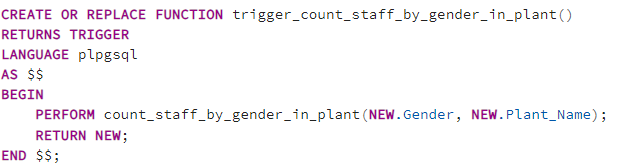 CREATE OR REPLACE FUNCTION trigger_count_staff_by_gender_in_plant()
RETURNS TRIGGER
LANGUAGE plpgsql
AS $$
BEGIN
    PERFORM count_staff_by_gender_in_plant(NEW.Gender, NEW.Plant_Name);
    RETURN NEW;
END $$;